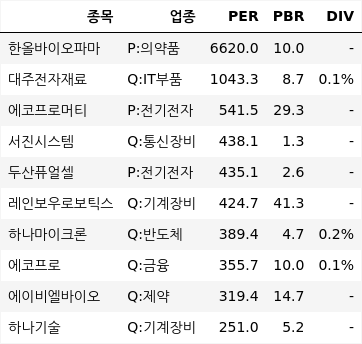 종목 업종 PER PBR DIV
한올바이오파마 P:의약품 6620.0 10.0 -
대주전자재료 Q:IT부품 1043.3 8.7 0.1%
에코프로머티 P:전기전자 541.5 29.3 -
서진시스템 Q:통신장비 438.1 1.3 -
두산퓨얼셀 P:전기전자 435.1 2.6 -
레인보우로보틱스 Q:기계장비 424.7 41.3 -
하나마이크론 Q:반도체 389.4 4.7 0.2%
에코프로 Q:금융 355.7 10.0 0.1%
에이비엘바이오 Q:제약 319.4 14.7 -
하나기술 Q:기계장비 251.0 5.2 -